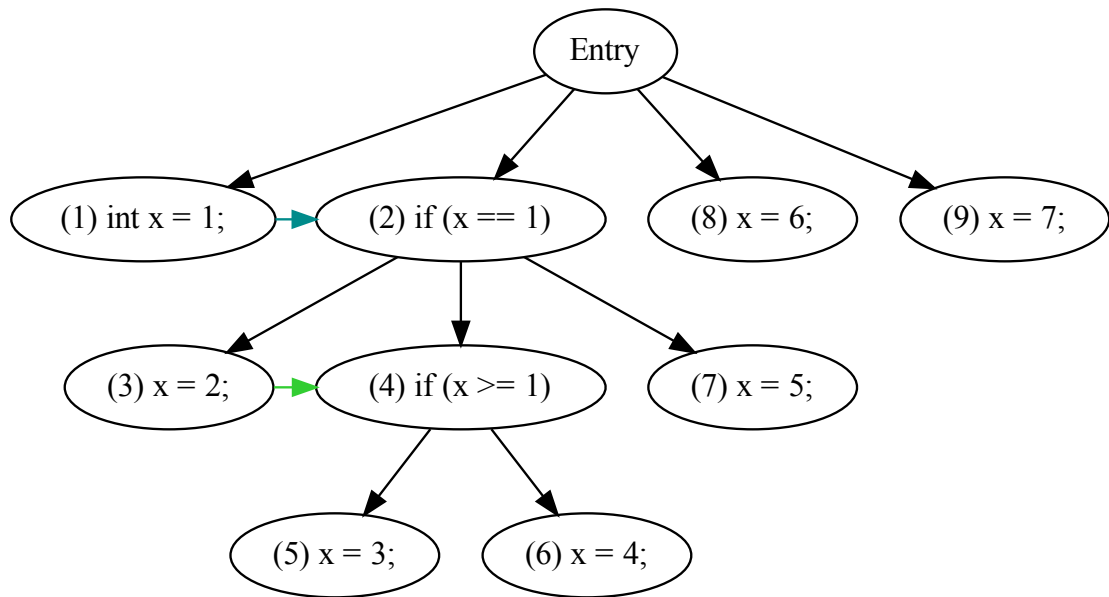 Entry
(1) int x = 1;
(2) if (x == 1)
(8) x = 6;
(9) x = 7;
(3) x = 2;
(4) if (x >= 1)
(7) x = 5;
(5) x = 3;
(6) x = 4;